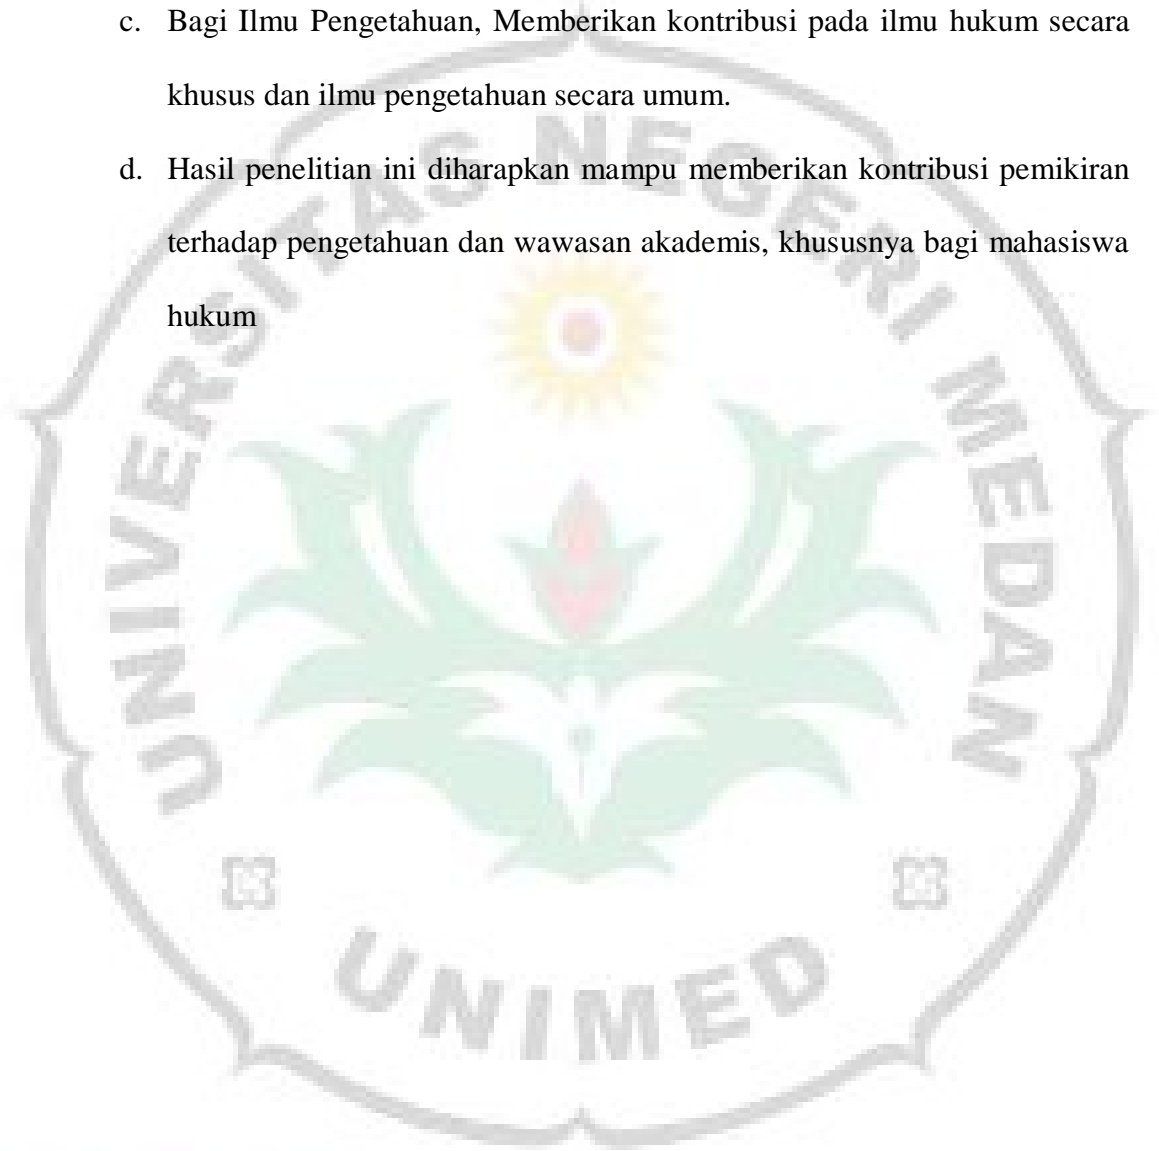 c. Bagi Ilmu Pengetahuan, Memberikan kontribusi pada ilmu hukum secara
khusus dan ilmu pengetahuan secara umum.
d. Hasil penelitian ini diharapkan mampu memberikan kontribusi pemikiran
terhadap pengetahuan dan wawasan akademis, khususnya bagi mahasiswa
hukum
UNIVERSITAS NEGERI MEDAN
UNIMED